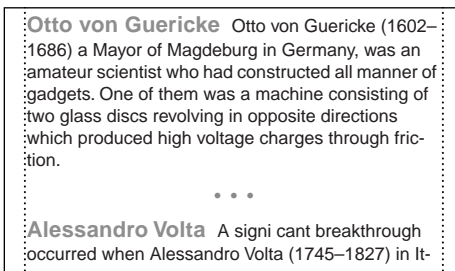 Otto von Guericke Otto von Guericke (1602–
1686) a Mayor of Magdeburg in Germany, was an
amateur scientist who had constructed all manner of
gadgets. One of them was a machine consisting of
two glass discs revolving in opposite directions
which produced high voltage charges through fric-
tion.
• • •
Alessandro Volta A signi cant breakthrough
occurred when Alessandro Volta (1745–1827) in It-